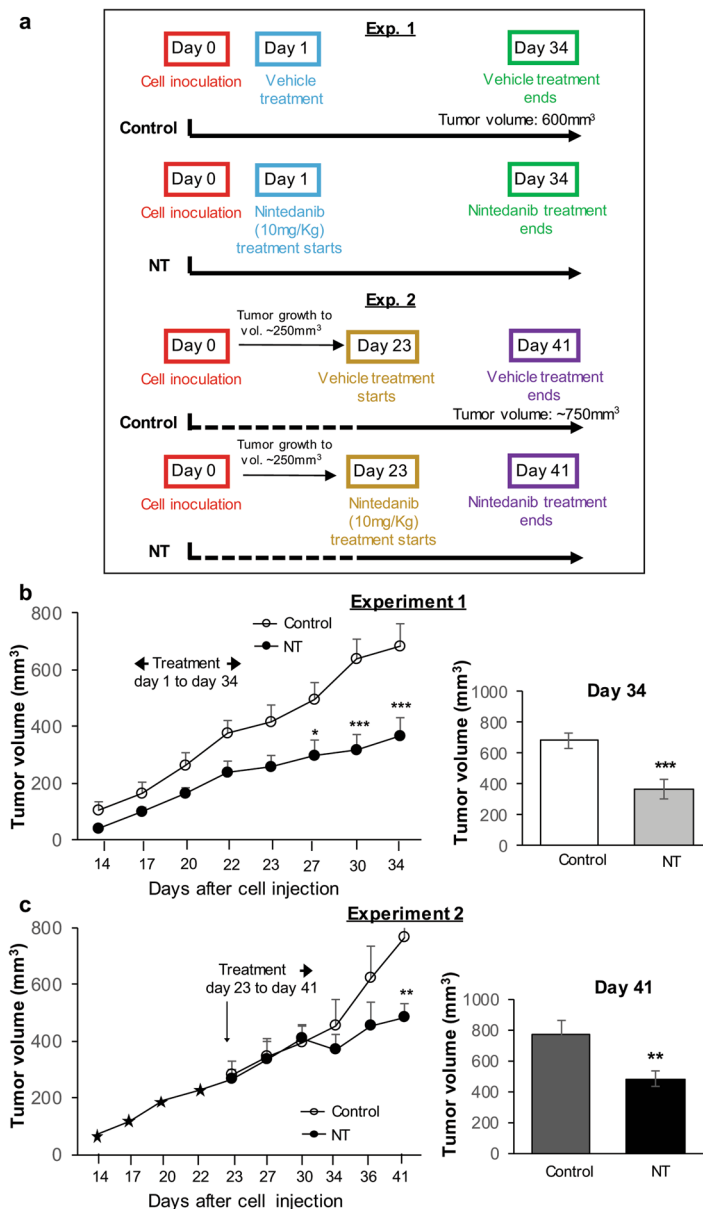 a
Exp. 1
Day 0
Day 1
Day 34
Cell inoculation
Vehicle
treatment
Vehicle treatment
ends
Control
Tumor volume: 600mm³
Day 0
Day 1
Day 34
Cell inoculation
Nintedanib
(10mg/Kg)
treatment starts
Nintedanib treatment
ends
NT
Exp. 2
Tumor growth to
vol. ~250mm³
Day 0
Day 23
Day 41
Cell inoculation
Vehicle treatment
starts
Vehicle treatment
ends
Control
Tumor volume: ~750mm³
Tumor growth to
vol. ~250mm³
Day 0
Day 23
Day 41
Cell inoculation
Nintedanib
(10mg/Kg)
treatment starts
Nintedanib treatment
ends
NT
b
Experiment 1
Tumor volume (mm³)
800
600
400
200
0
Control
NT
Treatment
day 1 to day 34
* *** ***
14 17 20 22 23 27 30 34
Days after cell injection
Day 34
Tumor volume (mm³)
1000
800
600
400
200
0
***
Control NT
c
Experiment 2
Tumor volume (mm³)
800
600
400
200
0
Treatment
day 23 to day 41
**
Control
NT
14 17 20 22 23 27 30 34 36 41
Days after cell injection
Day 41
Tumor volume (mm³)
1000
800
600
400
200
0
**
Control NT